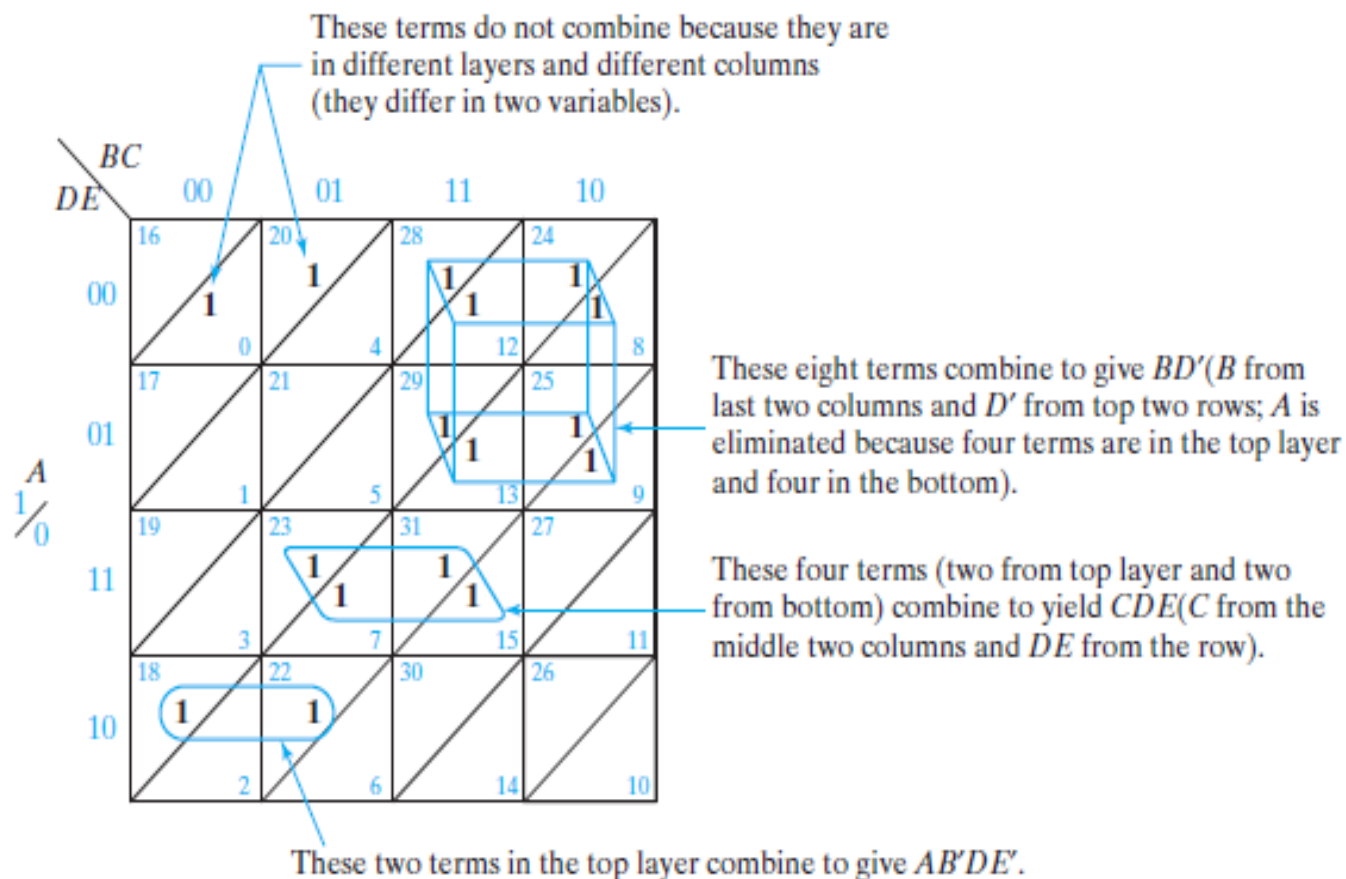 These terms do not combine because they are
in different layers and different columns
(they differ in two variables).
BC
DE 00 01 11 10
16 20 28 24
1 1 1 1
00 1 1
0 4 12 8
17 21 29 25
01 1 1
1 1
1 5 13 9
These eight terms combine to give BD′(B from
last two columns and D′ from top two rows; A is
eliminated because four terms are in the top layer
and four in the bottom).
A
1
0
19 23 31 27
11 1 1
1 1
3 7 15 11
These four terms (two from top layer and two
from bottom) combine to yield CDE(C from the
middle two columns and DE from the row).
18 22 30 26
10 1 1
2 6 14 10
These two terms in the top layer combine to give AB′DE′.